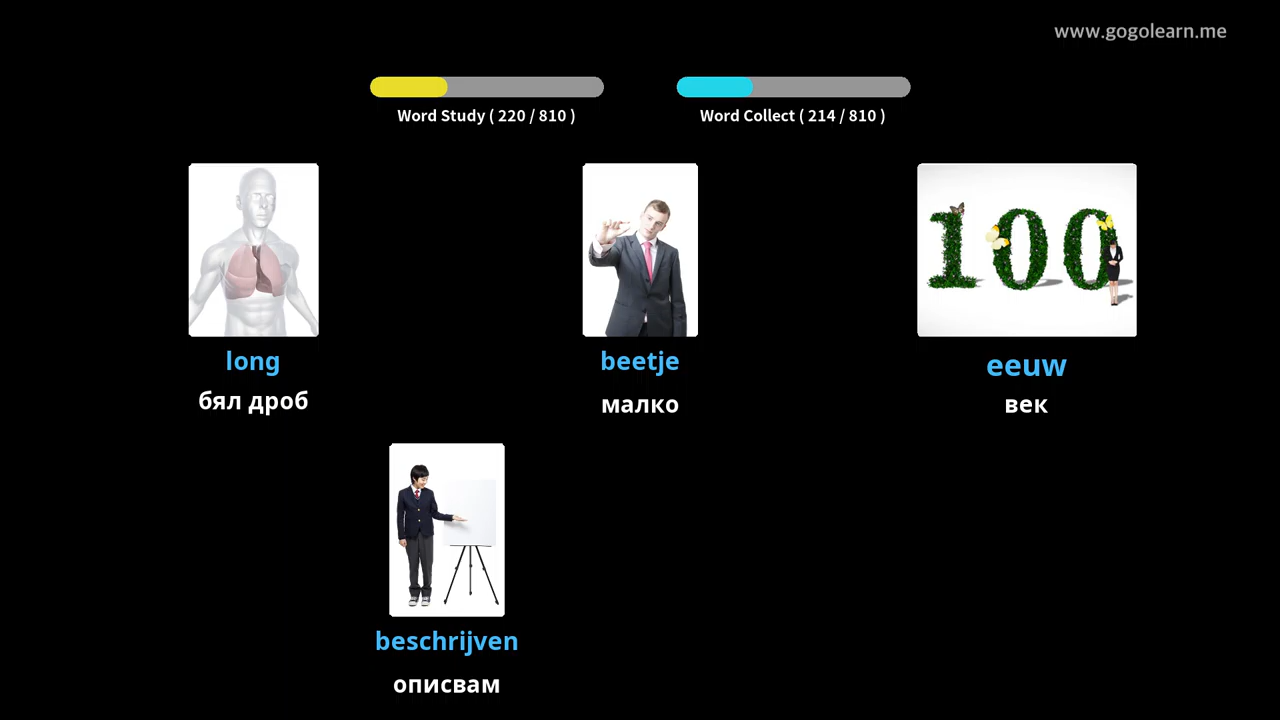 www.gogolearn.me
Word Study ( 220 / 810 )
Word Collect ( 214 / 810 )
long
бял дроб
beetje
малко
100
eeuw
век
beschrijven
описвам